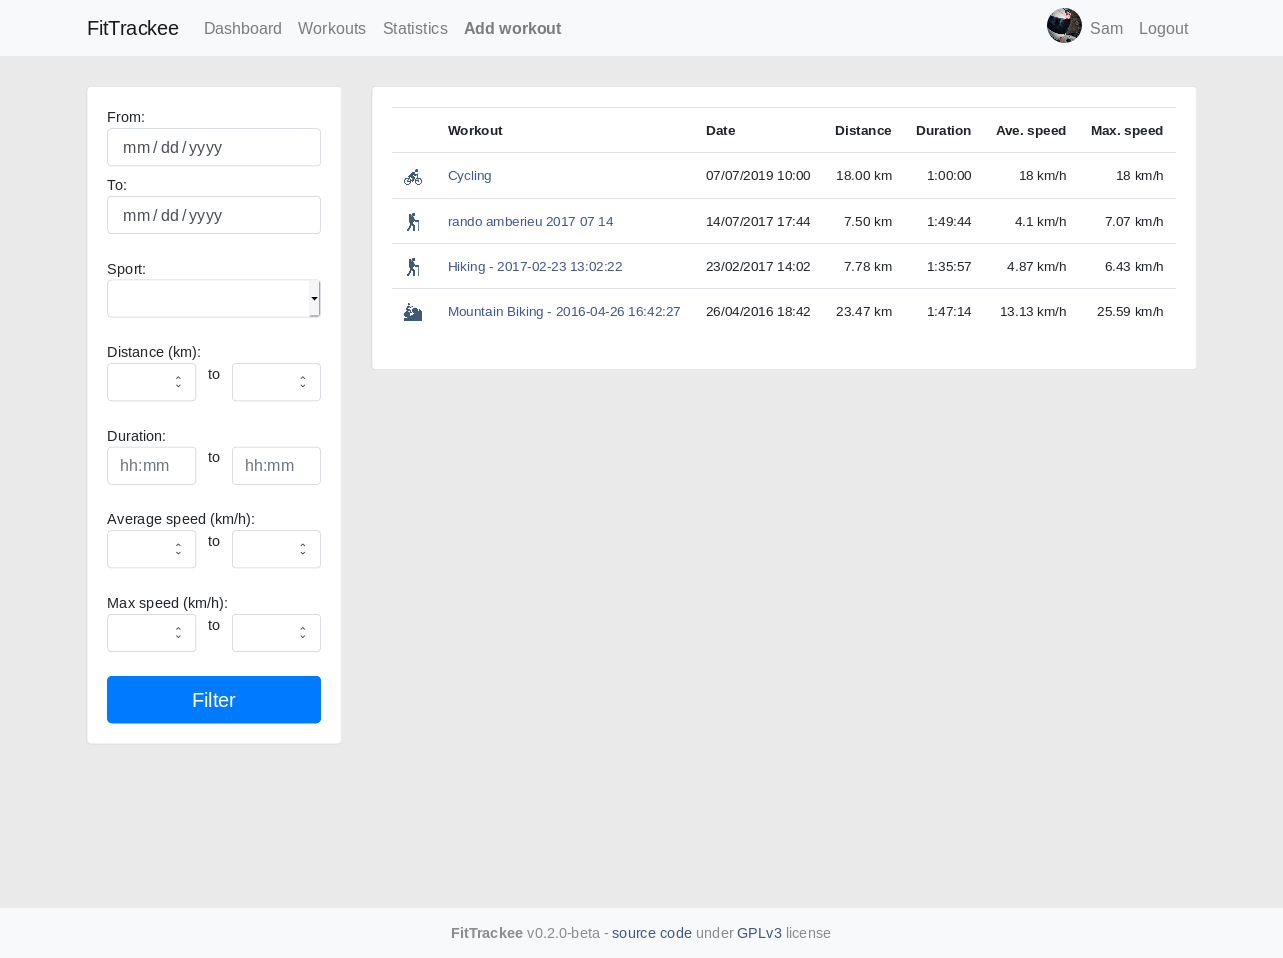 FitTrackee Dashboard Workouts Statistics Add workout Sam Logout
From:
mm/dd/yyyy
To:
mm/dd/yyyy
Sport:
Distance (km):
to
Duration:
hh:mm to hh:mm
Average speed (km/h):
to
Max speed (km/h):
to
Filter
Workout Date Distance Duration Ave. speed Max. speed
Cycling 07/07/2019 10:00 18.00 km 1:00:00 18 km/h 18 km/h
rando amberieu 2017 07 14 14/07/2017 17:44 7.50 km 1:49:44 4.1 km/h 7.07 km/h
Hiking - 2017-02-23 13:02:22 23/02/2017 14:02 7.78 km 1:35:57 4.87 km/h 6.43 km/h
Mountain Biking - 2016-04-26 16:42:27 26/04/2016 18:42 23.47 km 1:47:14 13.13 km/h 25.59 km/h
FitTrackee v0.2.0-beta - source code under GPLv3 license